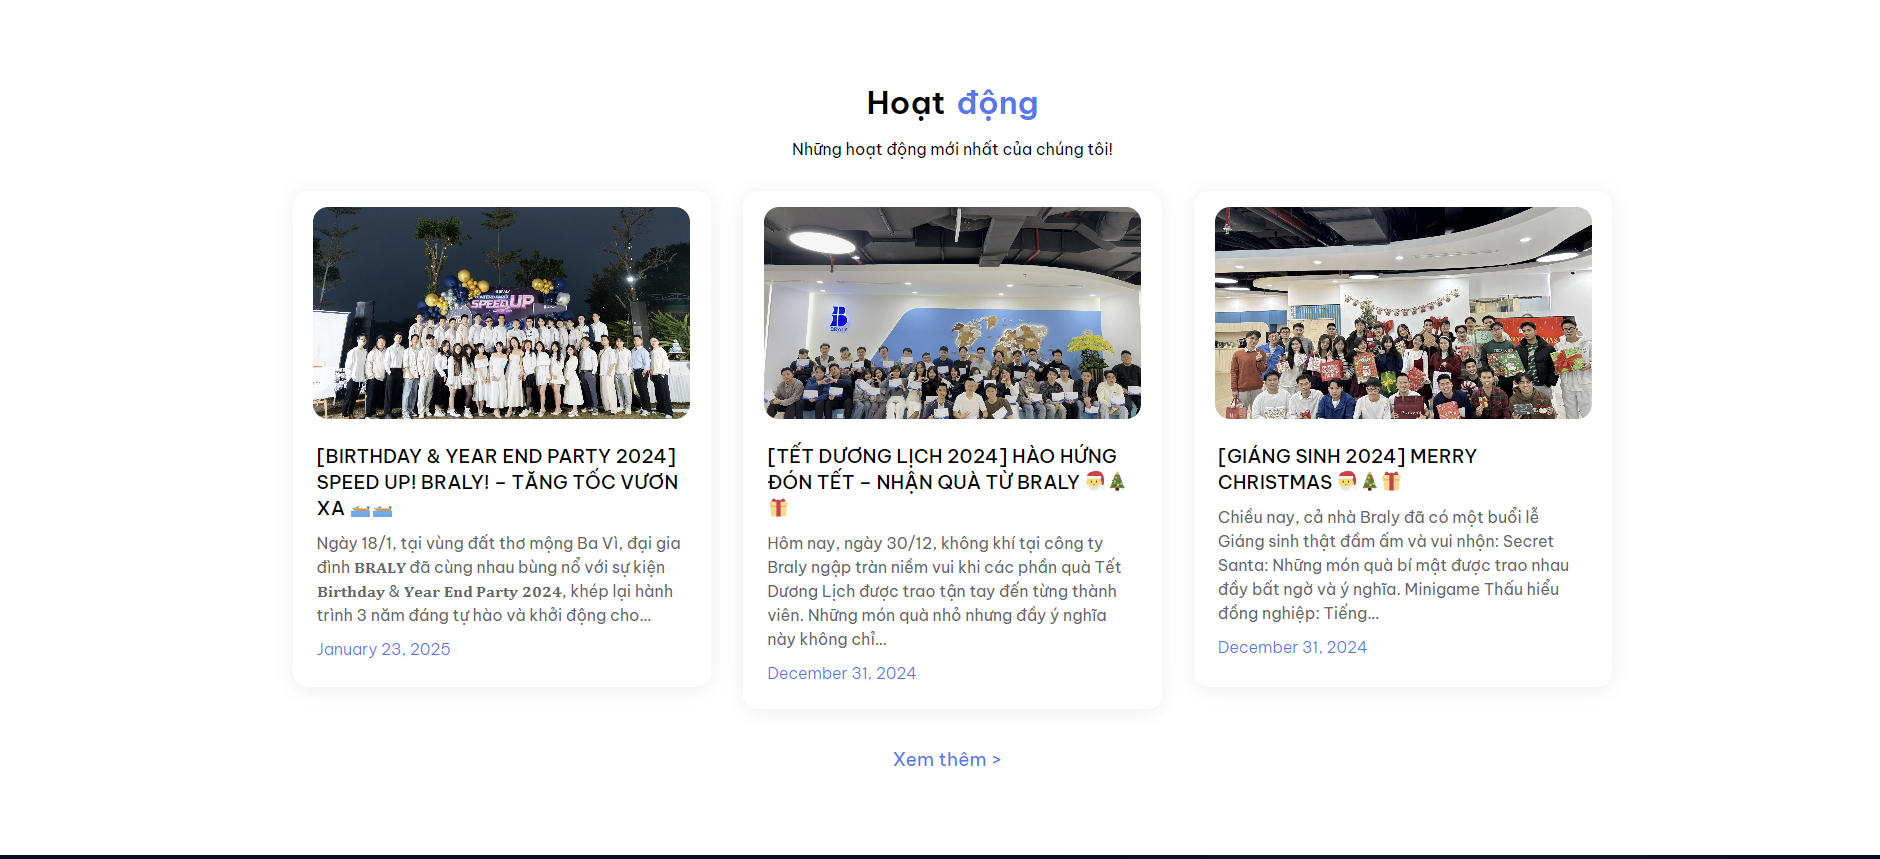 Hoạt động
Những hoạt động mới nhất của chúng tôi!
SPEED UP
BRALY
[BIRTHDAY & YEAR END PARTY 2024]
SPEED UP! BRALY! – TĂNG TỐC VƯƠN
XA 🚤🚤
Ngày 18/1, tại vùng đất thơ mộng Ba Vì, đại gia
đình 𝐁𝐑𝐀𝐋𝐘 đã cùng nhau bùng nổ với sự kiện
𝐁𝐢𝐫𝐭𝐡𝐝𝐚𝐲 & 𝐘𝐞𝐚𝐫 𝐄𝐧𝐝 𝐏𝐚𝐫𝐭𝐲 𝟐𝟎𝟐𝟒, khép lại hành
trình 3 năm đáng tự hào và khởi động cho...
January 23, 2025
[TẾT DƯƠNG LỊCH 2024] HÀO HỨNG
ĐÓN TẾT – NHẬN QUÀ TỪ BRALY 🎅🎄
🎁
Hôm nay, ngày 30/12, không khí tại công ty
Braly ngập tràn niềm vui khi các phần quà Tết
Dương Lịch được trao tận tay đến từng thành
viên. Những món quà nhỏ nhưng đầy ý nghĩa
này không chỉ...
December 31, 2024
[GIÁNG SINH 2024] MERRY
CHRISTMAS 🎅🎄🎁
Chiều nay, cả nhà Braly đã có một buổi lễ
Giáng sinh thật đầm ấm và vui nhộn: Secret
Santa: Những món quà bí mật được trao nhau
đầy bất ngờ và ý nghĩa. Minigame Thấu hiểu
đồng nghiệp: Tiếng...
December 31, 2024
Xem thêm >